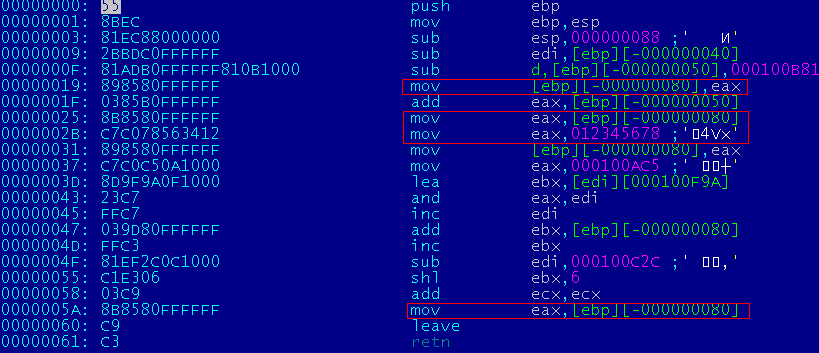 00000000: 55 push ebp
00000001: 8BEC mov ebp,esp
00000003: 81EC88000000 sub esp,000000088 ;' И'
00000009: 2BBDC0FFFFFF sub edi,[ebp][-000000040]
0000000F: 81ADB0FFFFFF810B1000 sub d,[ebp][-000000050],000100B81
00000019: 898580FFFFFF mov [ebp][-000000080],eax
0000001F: 0385B0FFFFFF add eax,[ebp][-000000050]
00000025: 8B8580FFFFFF mov eax,[ebp][-000000080]
0000002B: C7C078563412 mov eax,012345678 ;'□4Vx'
00000031: 898580FFFFFF mov [ebp][-000000080],eax
00000037: C7C0C50A1000 mov eax,000100AC5 ;' □□┼'
0000003D: 8D9F9A0F1000 lea ebx,[edi][000100F9A]
00000043: 23C7 and eax,edi
00000045: FFC7 inc edi
00000047: 039D80FFFFFF add ebx,[ebp][-000000080]
0000004D: FFC3 inc ebx
0000004F: 81EF2C0C1000 sub edi,000100C2C ;' □□,'
00000055: C1E306 shl ebx,6
00000058: 03C9 add ecx,ecx
0000005A: 8B8580FFFFFF mov eax,[ebp][-000000080]
00000060: C9 leave
00000061: C3 retn